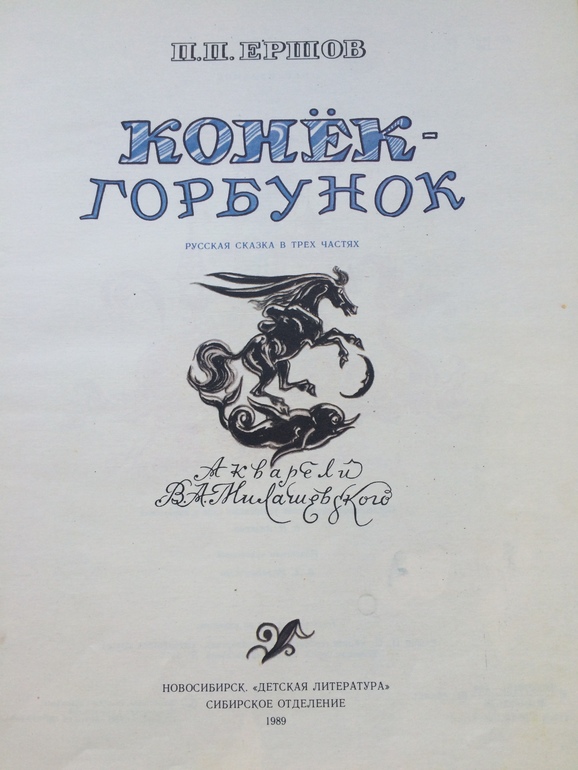 П.П. ЕРШОВ
КОНЁК-
ГОРБУНОК
РУССКАЯ СКАЗКА В ТРЕХ ЧАСТЯХ
Акварели
В.А.Милашевского
НОВОСИБИРСК. «ДЕТСКАЯ ЛИТЕРАТУРА»
СИБИРСКОЕ ОТДЕЛЕНИЕ
1989